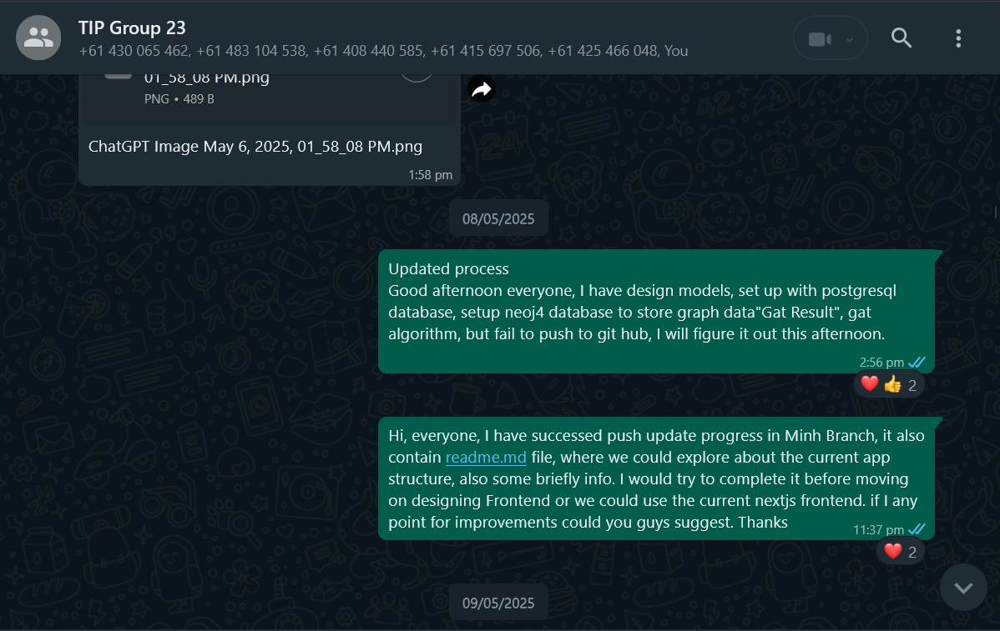 TIP Group 23
+61 430 065 462, +61 483 104 538, +61 408 440 585, +61 415 697 506, +61 425 466 048, You
01_58_08 PM.png
PNG • 489 B
ChatGPT Image May 6, 2025, 01_58_08 PM.png
1:58 pm
08/05/2025
Updated process
Good afternoon everyone, I have design models, set up with postgresql
database, setup neoj4 database to store graph data"Gat Result", gat
algorithm, but fail to push to git hub, I will figure it out this afternoon.
2:56 pm
2
Hi, everyone, I have successed push update progress in Minh Branch, it also
contain readme.md file, where we could explore about the current app
structure, also some briefly info. I would try to complete it before moving
on designing Frontend or we could use the current nextjs frontend. if I any
point for improvements could you guys suggest. Thanks
11:37 pm
2
09/05/2025